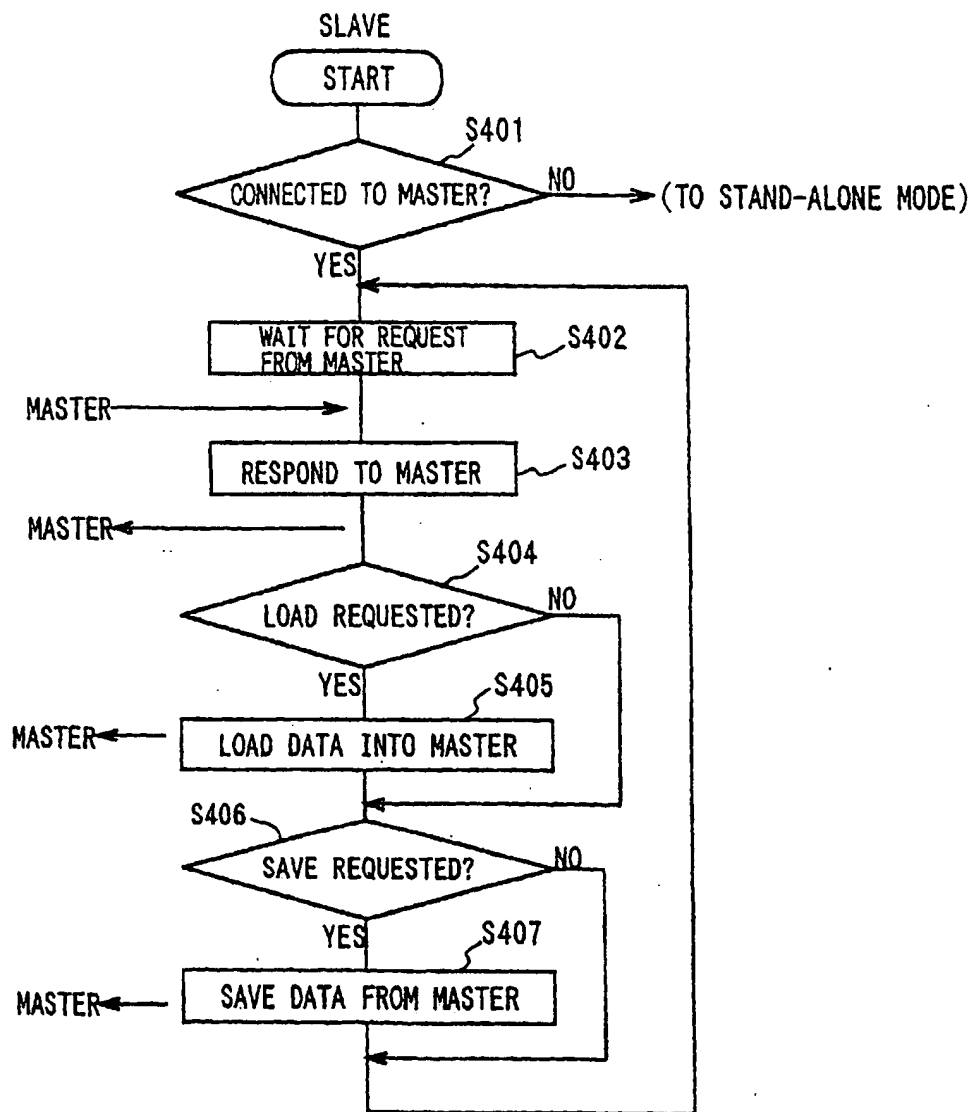 SLAVE
START
S401
CONNECTED TO MASTER?
NO
(TO STAND-ALONE MODE)
YES
WAIT FOR REQUEST
FROM MASTER
S402
MASTER
RESPOND TO MASTER
S403
MASTER
S404
LOAD REQUESTED?
NO
YES
S405
MASTER
LOAD DATA INTO MASTER
S406
SAVE REQUESTED?
NO
YES
S407
MASTER
SAVE DATA FROM MASTER